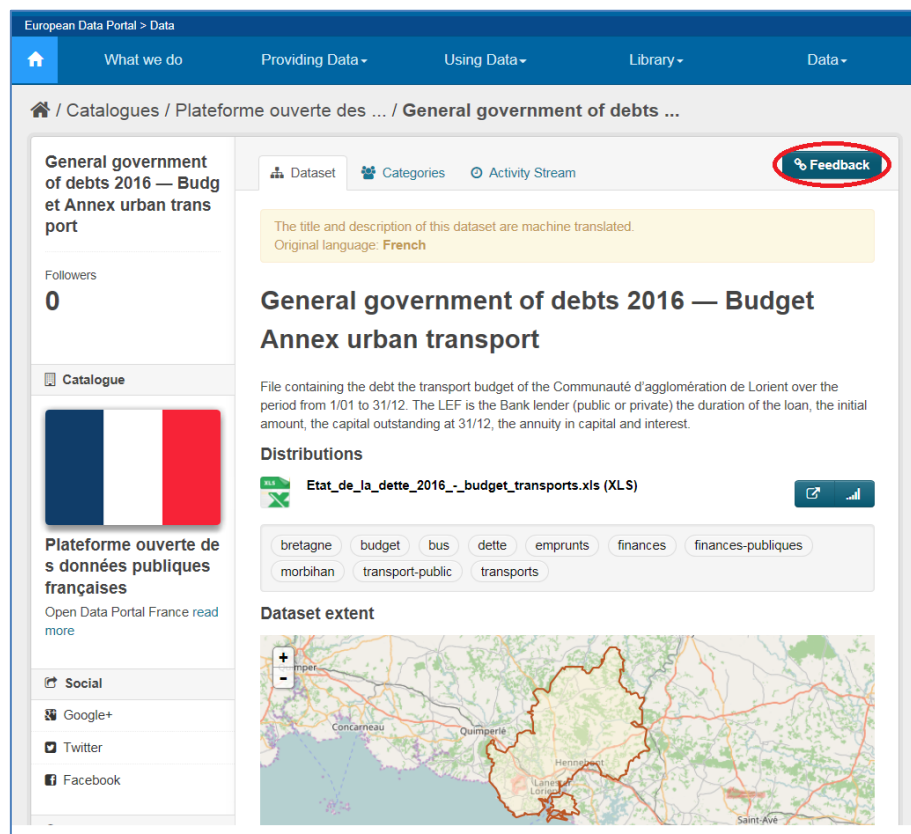 European Data Portal > Data
What we do
Providing Data
Using Data
Library
Data
/ Catalogues / Plateforme ouverte des ... / General government of debts ...
General government
of debts 2016 — Budg
et Annex urban trans
port
Followers
0
Catalogue
Plateforme ouverte de
s données publiques
françaises
Open Data Portal France read
more
Social
Google+
Twitter
Facebook
Dataset
Categories
Activity Stream
Feedback
The title and description of this dataset are machine translated.
Original language: French
General government of debts 2016 — Budget
Annex urban transport
File containing the debt the transport budget of the Communauté d'agglomération de Lorient over the
period from 1/01 to 31/12. The LEF is the Bank lender (public or private) the duration of the loan, the initial
amount, the capital outstanding at 31/12, the annuity in capital and interest.
Distributions
XLS
Etat_de_la_dette_2016_-_budget_transports.xls (XLS)
bretagne budget bus dette emprunts finances finances-publiques
morbihan transport-public transports
Dataset extent
+
-
Concarneau
Quimperlé
Hennebont
Lanester
Lorient
Saint-Avé